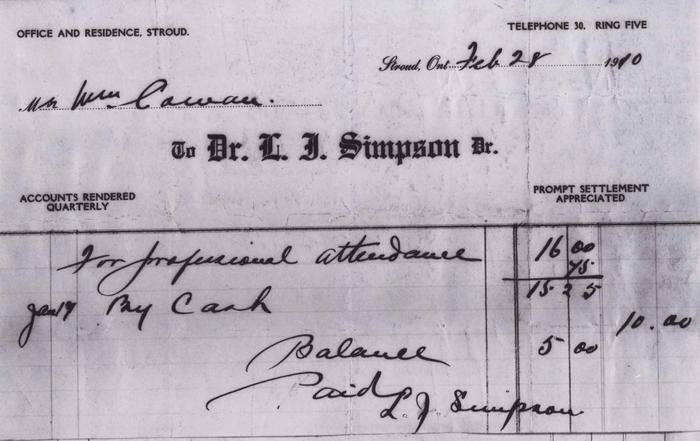 OFFICE AND RESIDENCE, STROUD.
TELEPHONE 30. RING FIVE
Stroud, Ont. Feb 28 1910
Mr Wm Cowan.
To Dr. L. J. Simpson Dr.
ACCOUNTS RENDERED
QUARTERLY
PROMPT SETTLEMENT
APPRECIATED
For professional attendance 16 00
75
15 25
Jan 19 By Cash 10.00
Balance 5 00
Paid
L. J. Simpson